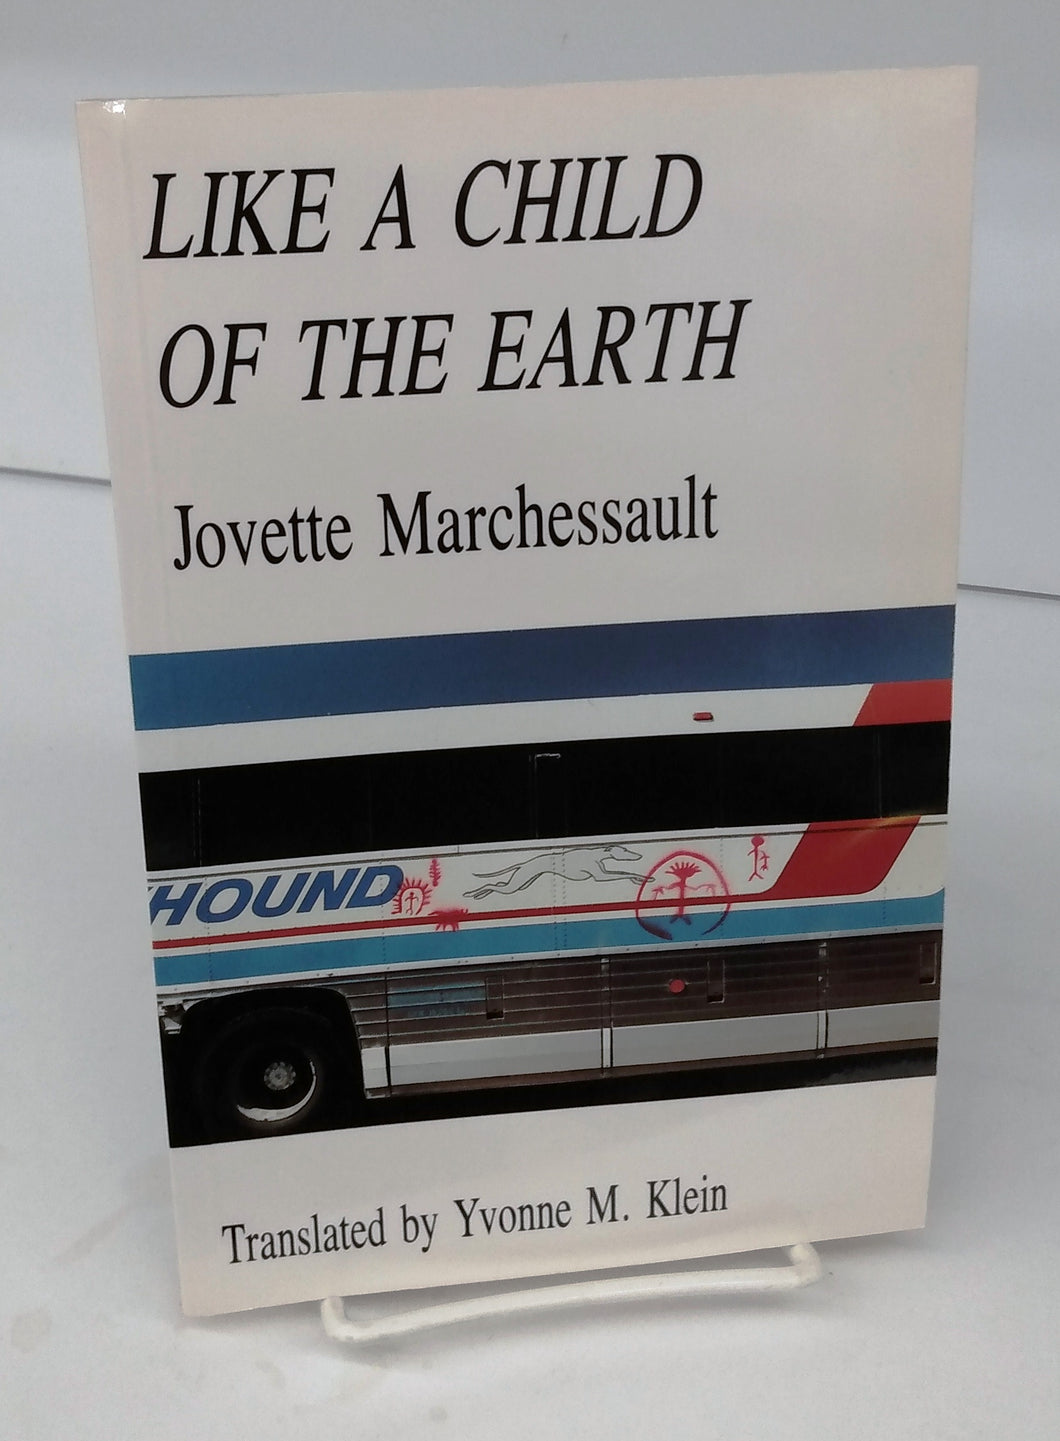 LIKE A CHILD
OF THE EARTH
Jovette Marchessault
HOUND
Translated by Yvonne M. Klein